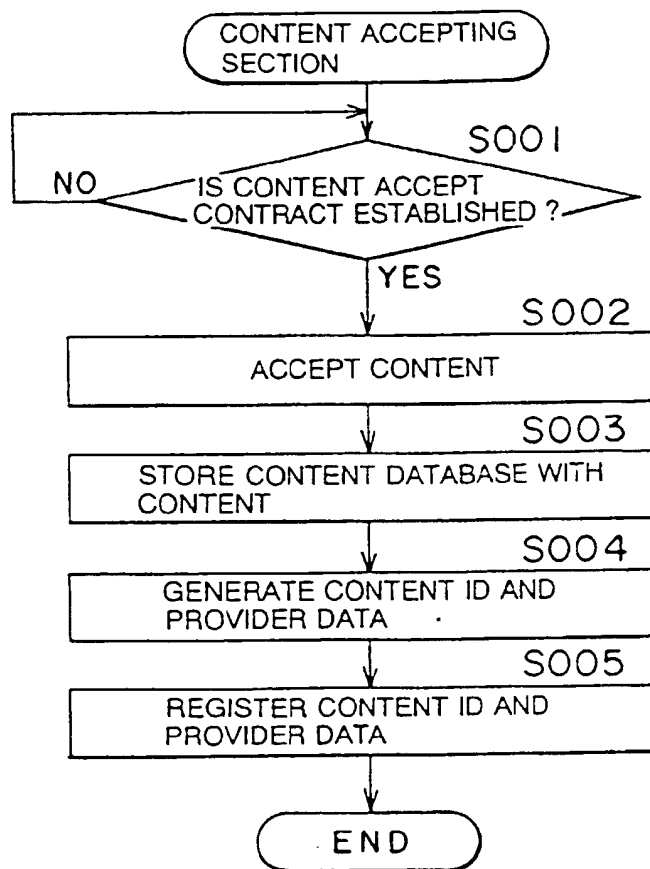 CONTENT ACCEPTING
SECTION
S001
NO
IS CONTENT ACCEPT
CONTRACT ESTABLISHED ?
YES
S002
ACCEPT CONTENT
S003
STORE CONTENT DATABASE WITH
CONTENT
S004
GENERATE CONTENT ID AND
PROVIDER DATA
S005
REGISTER CONTENT ID AND
PROVIDER DATA
END